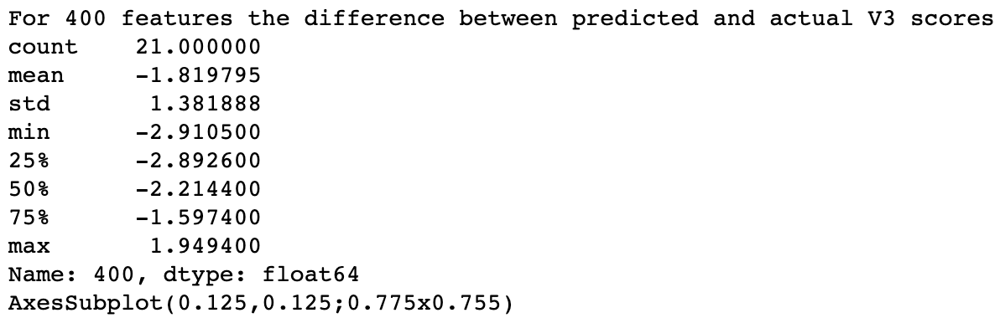 For 400 features the difference between predicted and actual V3 scores
count    21.000000
mean     -1.819795
std       1.381888
min      -2.910500
25%      -2.892600
50%      -2.214400
75%      -1.597400
max       1.949400
Name: 400, dtype: float64
AxesSubplot(0.125,0.125;0.775x0.755)